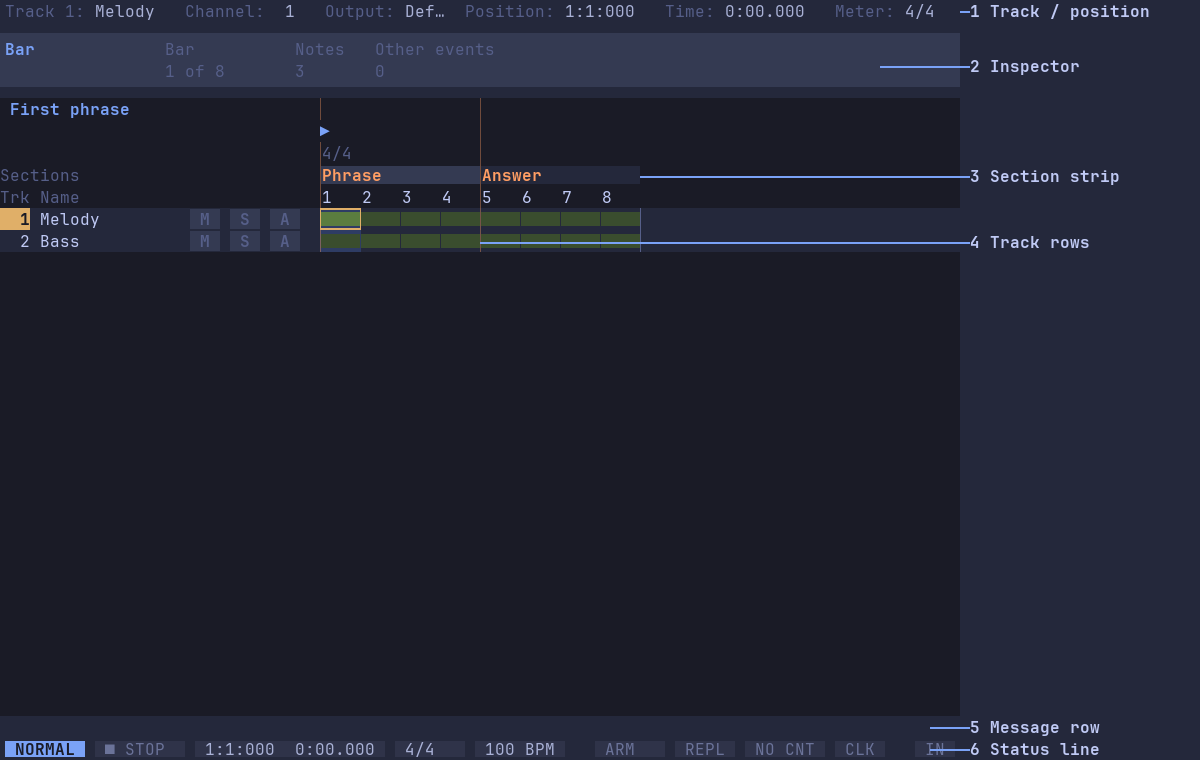 Track 1: Melody Channel: 1 Output: Def… Position: 1:1:000 Time: 0:00.000 Meter: 4/4 1 Track / position
Bar Bar Notes Other events
1 of 8 3 0 2 Inspector
First phrase
4/4
Sections Phrase Answer 3 Section strip
Trk Name 1 2 3 4 5 6 7 8
1 Melody M S A
2 Bass M S A 4 Track rows
5 Message row
NORMAL STOP 1:1:000 0:00.000 4/4 100 BPM ARM REPL NO CNT CLK IN 6 Status line